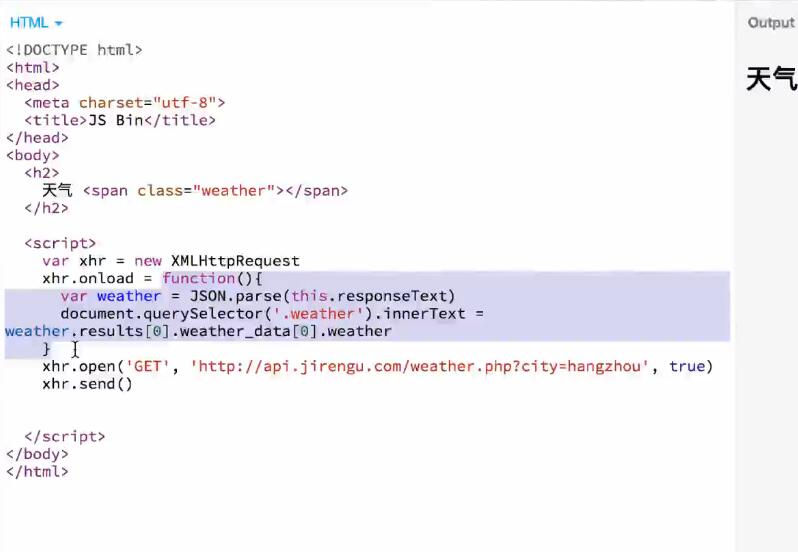 HTML
Output
<!DOCTYPE html>
<html>
<head>
<meta charset="utf-8">
<title>JS Bin</title>
</head>
<body>
<h2>
天气 <span class="weather"></span>
</h2>
<script>
var xhr = new XMLHttpRequest
xhr.onload = function(){
var weather = JSON.parse(this.responseText)
document.querySelector('.weather').innerText =
weather.results[0].weather_data[0].weather
}
xhr.open('GET', 'http://api.jirengu.com/weather.php?city=hangzhou', true)
xhr.send()
</script>
</body>
</html>
天气